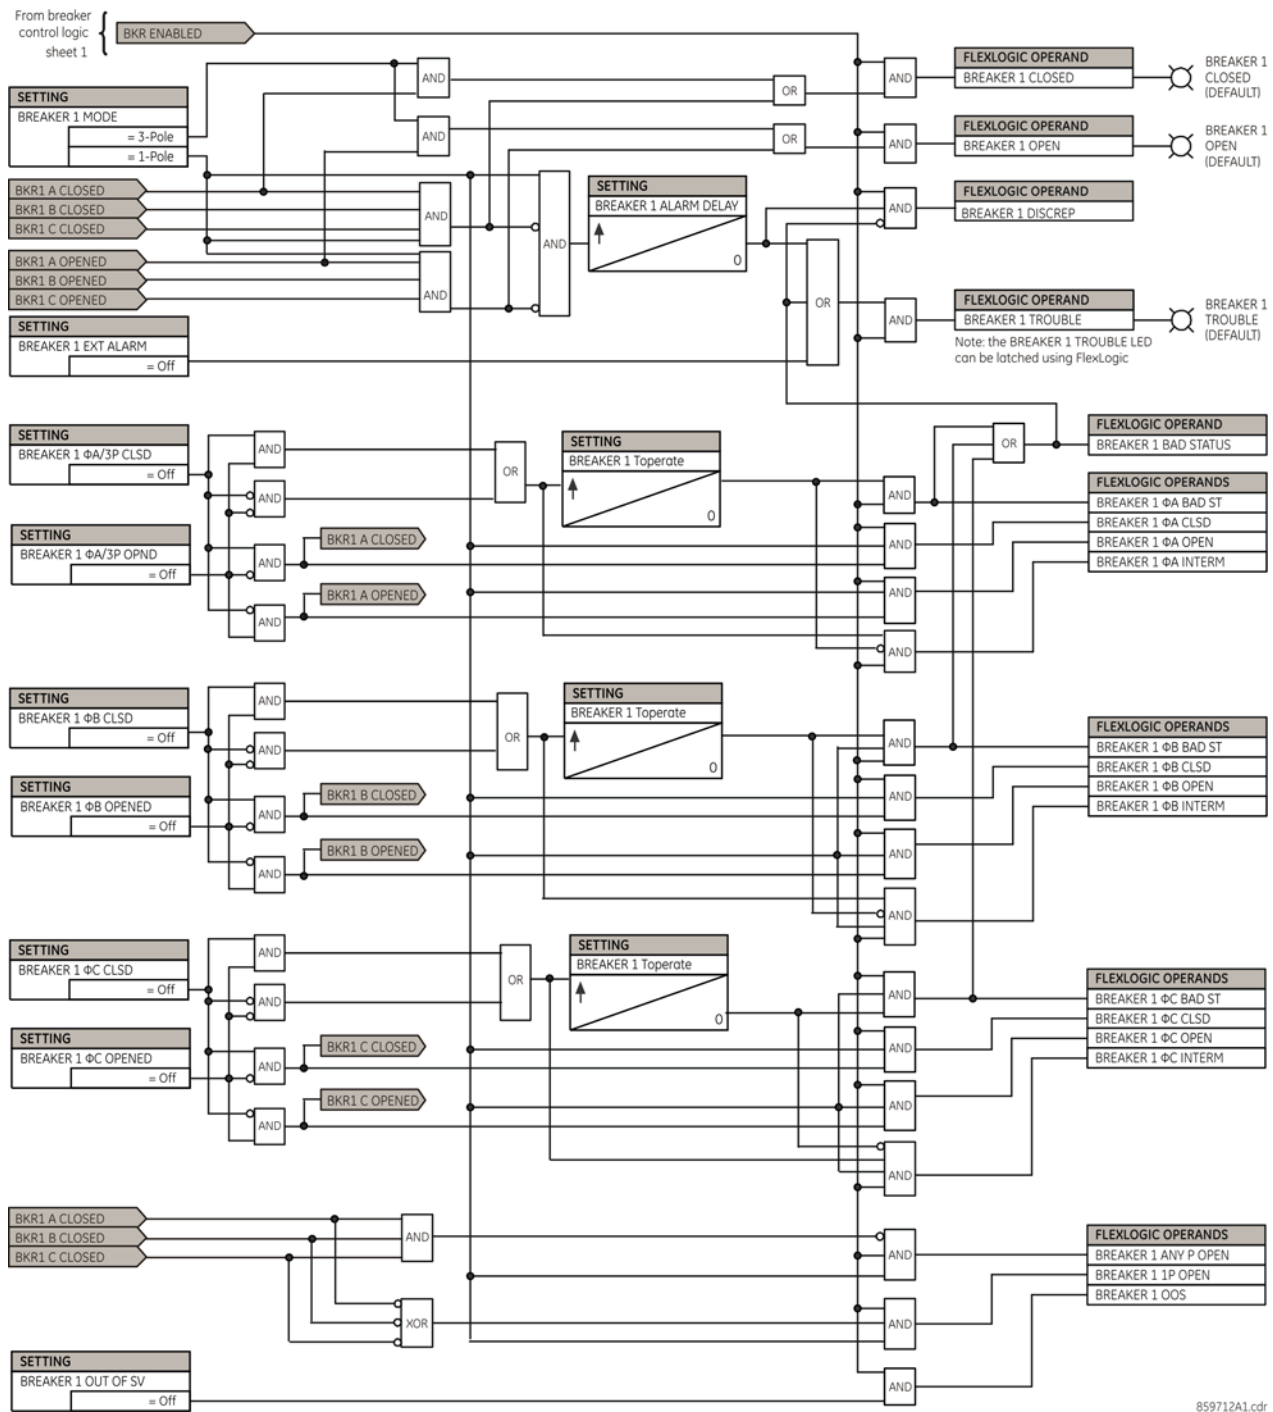 From breaker
control logic
sheet 1
BKR ENABLED
SETTING
BREAKER 1 MODE
= 3-Pole
= 1-Pole
BKR1 A CLOSED
BKR1 B CLOSED
BKR1 C CLOSED
BKR1 A OPENED
BKR1 B OPENED
BKR1 C OPENED
SETTING
BREAKER 1 EXT ALARM
= Off
AND
AND
AND
AND
AND
SETTING
BREAKER 1 ALARM DELAY
0
OR
OR
OR
AND
AND
AND
AND
FLEXLOGIC OPERAND
BREAKER 1 CLOSED
BREAKER 1
CLOSED
(DEFAULT)
FLEXLOGIC OPERAND
BREAKER 1 OPEN
BREAKER 1
OPEN
(DEFAULT)
FLEXLOGIC OPERAND
BREAKER 1 DISCREP
FLEXLOGIC OPERAND
BREAKER 1 TROUBLE
BREAKER 1
TROUBLE
(DEFAULT)
Note: the BREAKER 1 TROUBLE LED
can be latched using FlexLogic
SETTING
BREAKER 1 ΦA/3P CLSD
= Off
SETTING
BREAKER 1 ΦA/3P OPND
= Off
AND
AND
AND
AND
BKR1 A CLOSED
BKR1 A OPENED
OR
SETTING
BREAKER 1 Toperate
0
AND
AND
AND
AND
OR
FLEXLOGIC OPERAND
BREAKER 1 BAD STATUS
FLEXLOGIC OPERANDS
BREAKER 1 ΦA BAD ST
BREAKER 1 ΦA CLSD
BREAKER 1 ΦA OPEN
BREAKER 1 ΦA INTERM
SETTING
BREAKER 1 ΦB CLSD
= Off
SETTING
BREAKER 1 ΦB OPENED
= Off
AND
AND
AND
AND
BKR1 B CLOSED
BKR1 B OPENED
OR
SETTING
BREAKER 1 Toperate
0
AND
AND
AND
AND
FLEXLOGIC OPERANDS
BREAKER 1 ΦB BAD ST
BREAKER 1 ΦB CLSD
BREAKER 1 ΦB OPEN
BREAKER 1 ΦB INTERM
SETTING
BREAKER 1 ΦC CLSD
= Off
SETTING
BREAKER 1 ΦC OPENED
= Off
AND
AND
AND
AND
BKR1 C CLOSED
BKR1 C OPENED
OR
SETTING
BREAKER 1 Toperate
0
AND
AND
AND
AND
FLEXLOGIC OPERANDS
BREAKER 1 ΦC BAD ST
BREAKER 1 ΦC CLSD
BREAKER 1 ΦC OPEN
BREAKER 1 ΦC INTERM
BKR1 A CLOSED
BKR1 B CLOSED
BKR1 C CLOSED
AND
XOR
AND
AND
AND
FLEXLOGIC OPERANDS
BREAKER 1 ANY P OPEN
BREAKER 1 1P OPEN
BREAKER 1 OOS
SETTING
BREAKER 1 OUT OF SV
= Off
859712A1.cdr